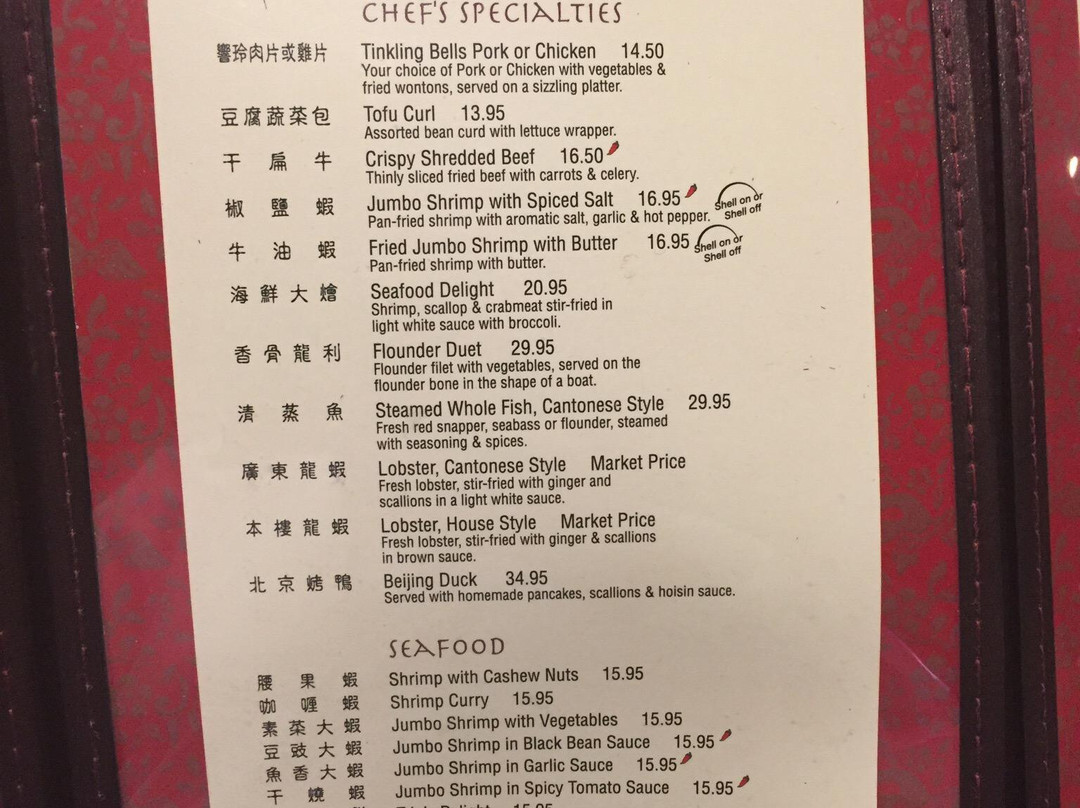 CHEF'S SPECIALTIES
響玲肉片或雞片 Tinkling Bells Pork or Chicken 14.50
Your choice of Pork or Chicken with vegetables &
fried wontons, served on a sizzling platter.
豆腐蔬菜包 Tofu Curl 13.95
Assorted bean curd with lettuce wrapper.
干扁牛 Crispy Shredded Beef 16.50
Thinly sliced fried beef with carrots & celery.
椒鹽蝦 Jumbo Shrimp with Spiced Salt 16.95 Shell on or
Pan-fried shrimp with aromatic salt, garlic & hot pepper. Shell off
牛油蝦 Fried Jumbo Shrimp with Butter 16.95 Shell on or
Pan-fried shrimp with butter. Shell off
海鮮大燴 Seafood Delight 20.95
Shrimp, scallop & crabmeat stir-fried in
light white sauce with broccoli.
香骨龍利 Flounder Duet 29.95
Flounder filet with vegetables, served on the
flounder bone in the shape of a boat.
清蒸魚 Steamed Whole Fish, Cantonese Style 29.95
Fresh red snapper, seabass or flounder, steamed
with seasoning & spices.
廣東龍蝦 Lobster, Cantonese Style Market Price
Fresh lobster, stir-fried with ginger and
scallions in a light white sauce.
本樓龍蝦 Lobster, House Style Market Price
Fresh lobster, stir-fried with ginger & scallions
in brown sauce.
北京烤鴨 Beijing Duck 34.95
Served with homemade pancakes, scallions & hoisin sauce.
SEAFOOD
腰果蝦 Shrimp with Cashew Nuts 15.95
咖喱蝦 Shrimp Curry 15.95
素菜大蝦 Jumbo Shrimp with Vegetables 15.95
豆豉大蝦 Jumbo Shrimp in Black Bean Sauce 15.95
魚香大蝦 Jumbo Shrimp in Garlic Sauce 15.95
干燒蝦 Jumbo Shrimp in Spicy Tomato Sauce 15.95
Delight 15.95